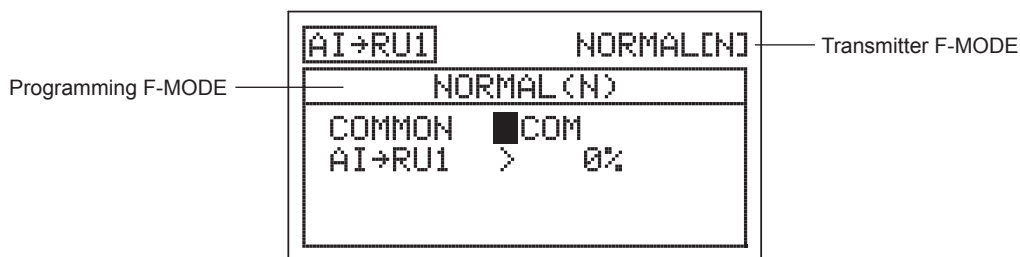 AI→RU1 NORMAL[N] Transmitter F-MODE
Programming F-MODE NORMAL(N)
COMMON █COM
AI→RU1 > 0%